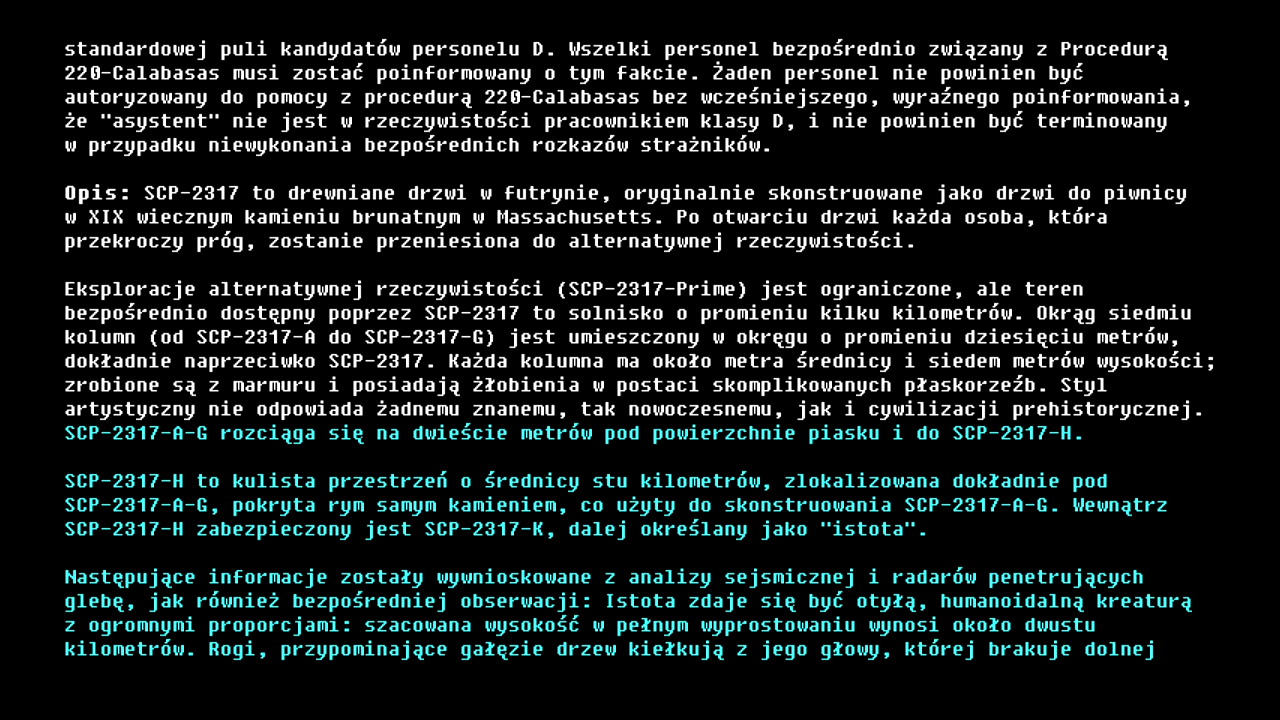 standardowej puli kandydatów personelu D. Wszelki personel bezpośrednio związany z Procedurą
220-Calabasas musi zostać poinformowany o tym fakcie. Żaden personel nie powinien być
autoryzowany do pomocy z procedurą 220-Calabasas bez wcześniejszego, wyraźnego poinformowania,
że "asystent" nie jest w rzeczywistości pracownikiem klasy D, i nie powinien być terminowany
w przypadku niewykonania bezpośrednich rozkazów strażników.
Opis: SCP-2317 to drewniane drzwi w futrynie, oryginalnie skonstruowane jako drzwi do piwnicy
w XIX wiecznym kamieniu brunatnym w Massachusetts. Po otwarciu drzwi każda osoba, która
przekroczy próg, zostanie przeniesiona do alternatywnej rzeczywistości.
Eksploracje alternatywnej rzeczywistości (SCP-2317-Prime) jest ograniczone, ale teren
bezpośrednio dostępny poprzez SCP-2317 to solnisko o promieniu kilku kilometrów. Okrąg siedmiu
kolumn (od SCP-2317-A do SCP-2317-G) jest umieszczony w okręgu o promieniu dziesięciu metrów,
dokładnie naprzeciwko SCP-2317. Każda kolumna ma około metra średnicy i siedem metrów wysokości;
zrobione są z marmuru i posiadają żłobienia w postaci skomplikowanych płaskorzeźb. Styl
artystyczny nie odpowiada żadnemu znanemu, tak nowoczesnemu, jak i cywilizacji prehistorycznej.
SCP-2317-A-G rozciąga się na dwieście metrów pod powierzchnie piasku i do SCP-2317-H.
SCP-2317-H to kulista przestrzeń o średnicy stu kilometrów, zlokalizowana dokładnie pod
SCP-2317-A-G, pokryta rym samym kamieniem, co użyty do skonstruowania SCP-2317-A-G. Wewnątrz
SCP-2317-H zabezpieczony jest SCP-2317-K, dalej określany jako "istota".
Następujące informacje zostały wywnioskowane z analizy sejsmicznej i radarów penetrujących
glebę, jak również bezpośredniej obserwacji: Istota zdaje się być otyłą, humanoidalną kreaturą
z ogromnymi proporcjami: szacowana wysokość w pełnym wyprostowaniu wynosi około dwustu
kilometrów. Rogi, przypominające gałęzie drzew kiełkują z jego głowy, której brakuje dolnej